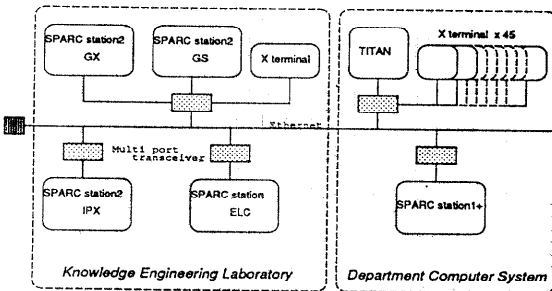 SPARC station2
GX
SPARC station2
GS
X terminal
TITAN
X terminal x 45
Ethernet
Multi port
transceiver
SPARC station2
IPX
SPARC station
ELC
SPARC station1+
Knowledge Engineering Laboratory
Department Computer System